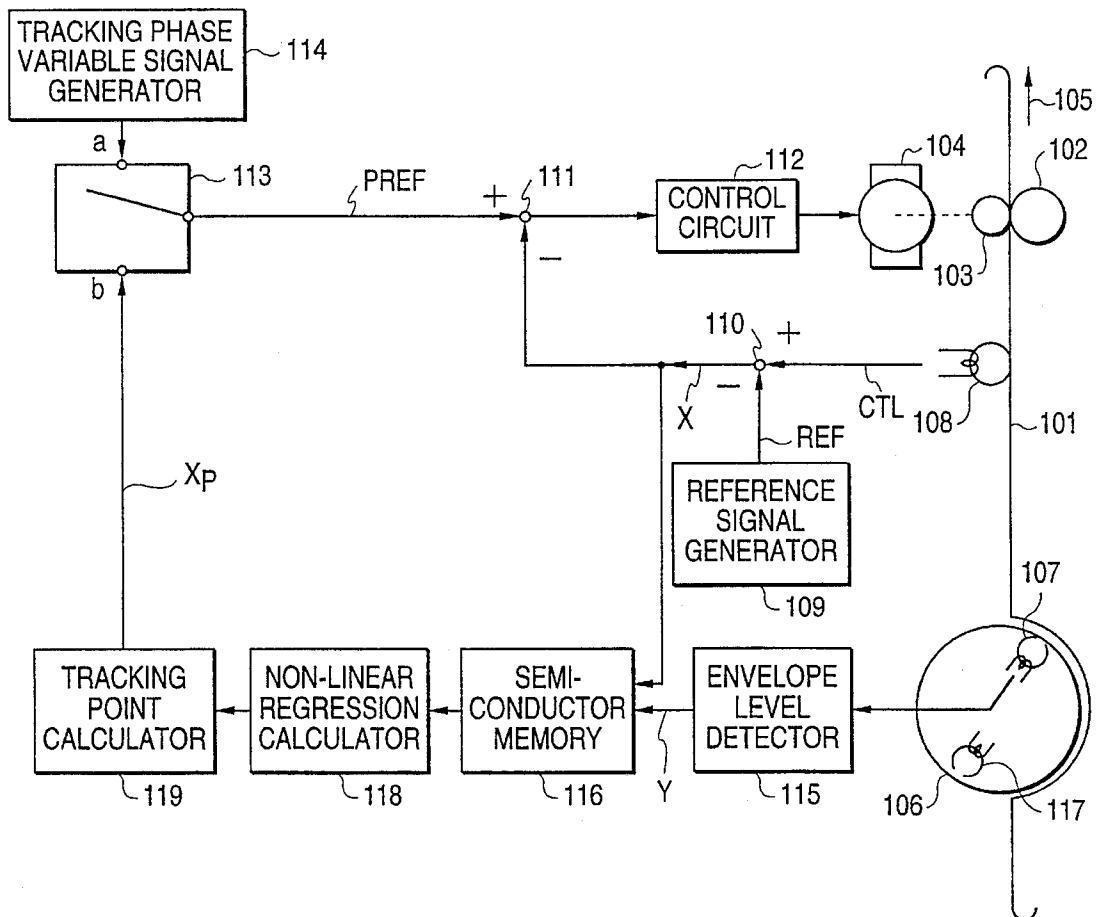 TRACKING PHASE
VARIABLE SIGNAL
GENERATOR
114
a
113
b
PREF
+
111
−
112
CONTROL
CIRCUIT
104
105
102
103
110
+
−
X
CTL
108
101
REF
REFERENCE
SIGNAL
GENERATOR
109
XP
107
TRACKING
POINT
CALCULATOR
119
NON-LINEAR
REGRESSION
CALCULATOR
118
SEMI-
CONDUCTOR
MEMORY
116
Y
ENVELOPE
LEVEL
DETECTOR
115
106
117